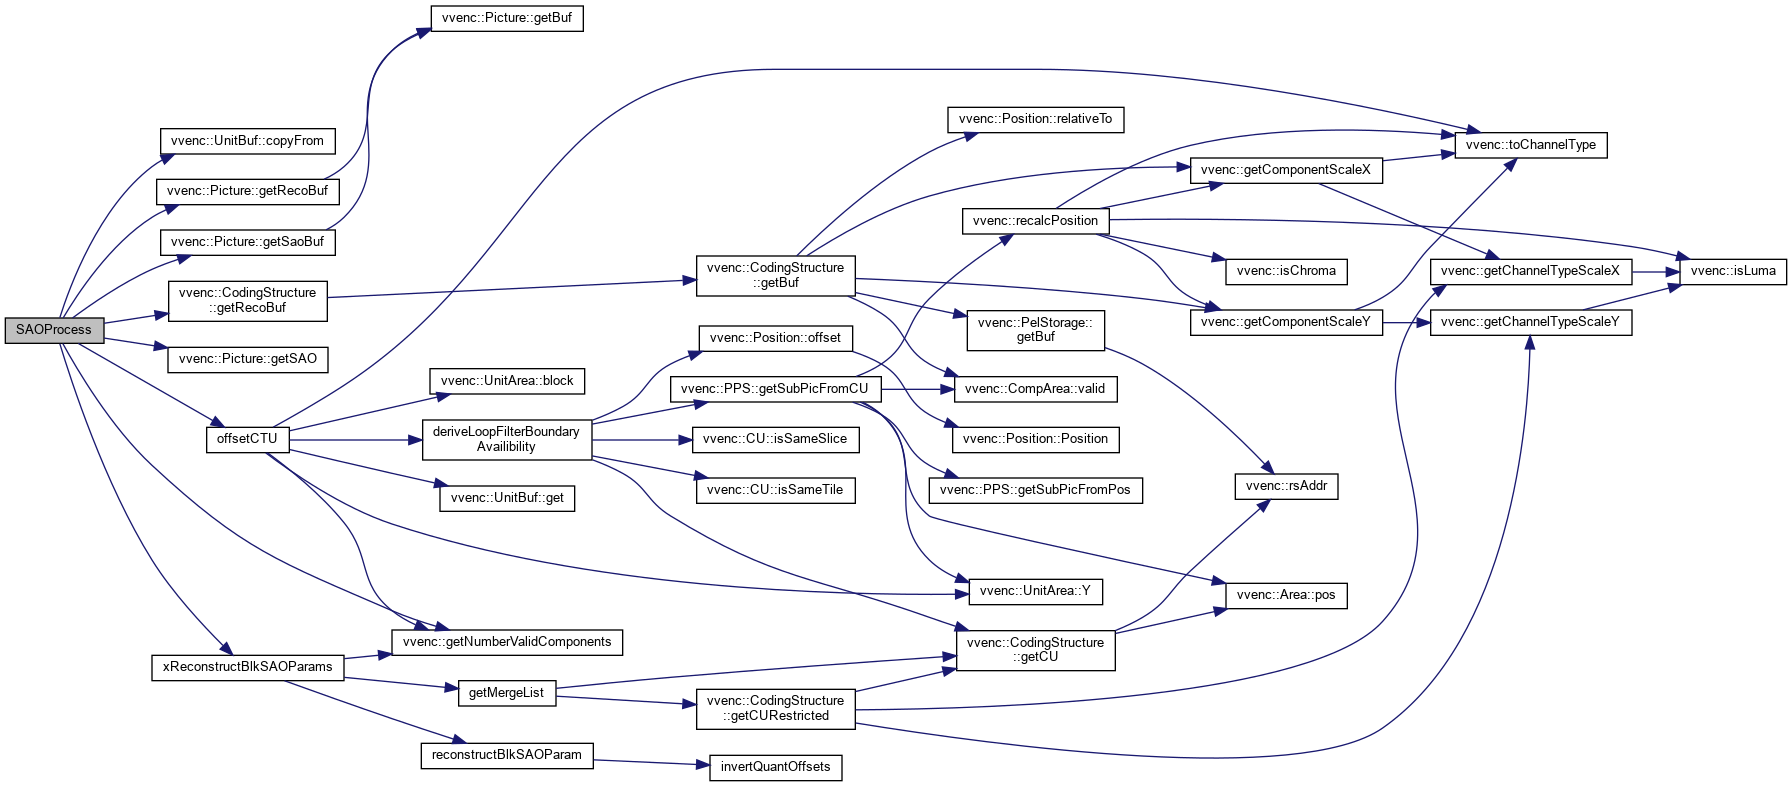 SAOProcess
vvenc::UnitBuf::copyFrom
vvenc::Picture::getRecoBuf
vvenc::Picture::getSaoBuf
vvenc::CodingStructure
::getRecoBuf
vvenc::Picture::getSAO
offsetCTU
xReconstructBlkSAOParams
vvenc::Picture::getBuf
vvenc::UnitArea::block
deriveLoopFilterBoundary
Availibility
vvenc::UnitBuf::get
vvenc::getNumberValidComponents
getMergeList
reconstructBlkSAOParam
vvenc::CodingStructure
::getBuf
vvenc::Position::offset
vvenc::PPS::getSubPicFromCU
vvenc::CU::isSameSlice
vvenc::CU::isSameTile
vvenc::CodingStructure
::getCURestricted
invertQuantOffsets
vvenc::Position::relativeTo
vvenc::recalcPosition
vvenc::PelStorage::
getBuf
vvenc::CompArea::valid
vvenc::Position::Position
vvenc::PPS::getSubPicFromPos
vvenc::UnitArea::Y
vvenc::CodingStructure
::getCU
vvenc::getComponentScaleX
vvenc::isChroma
vvenc::getComponentScaleY
vvenc::rsAddr
vvenc::Area::pos
vvenc::toChannelType
vvenc::getChannelTypeScaleX
vvenc::getChannelTypeScaleY
vvenc::isLuma